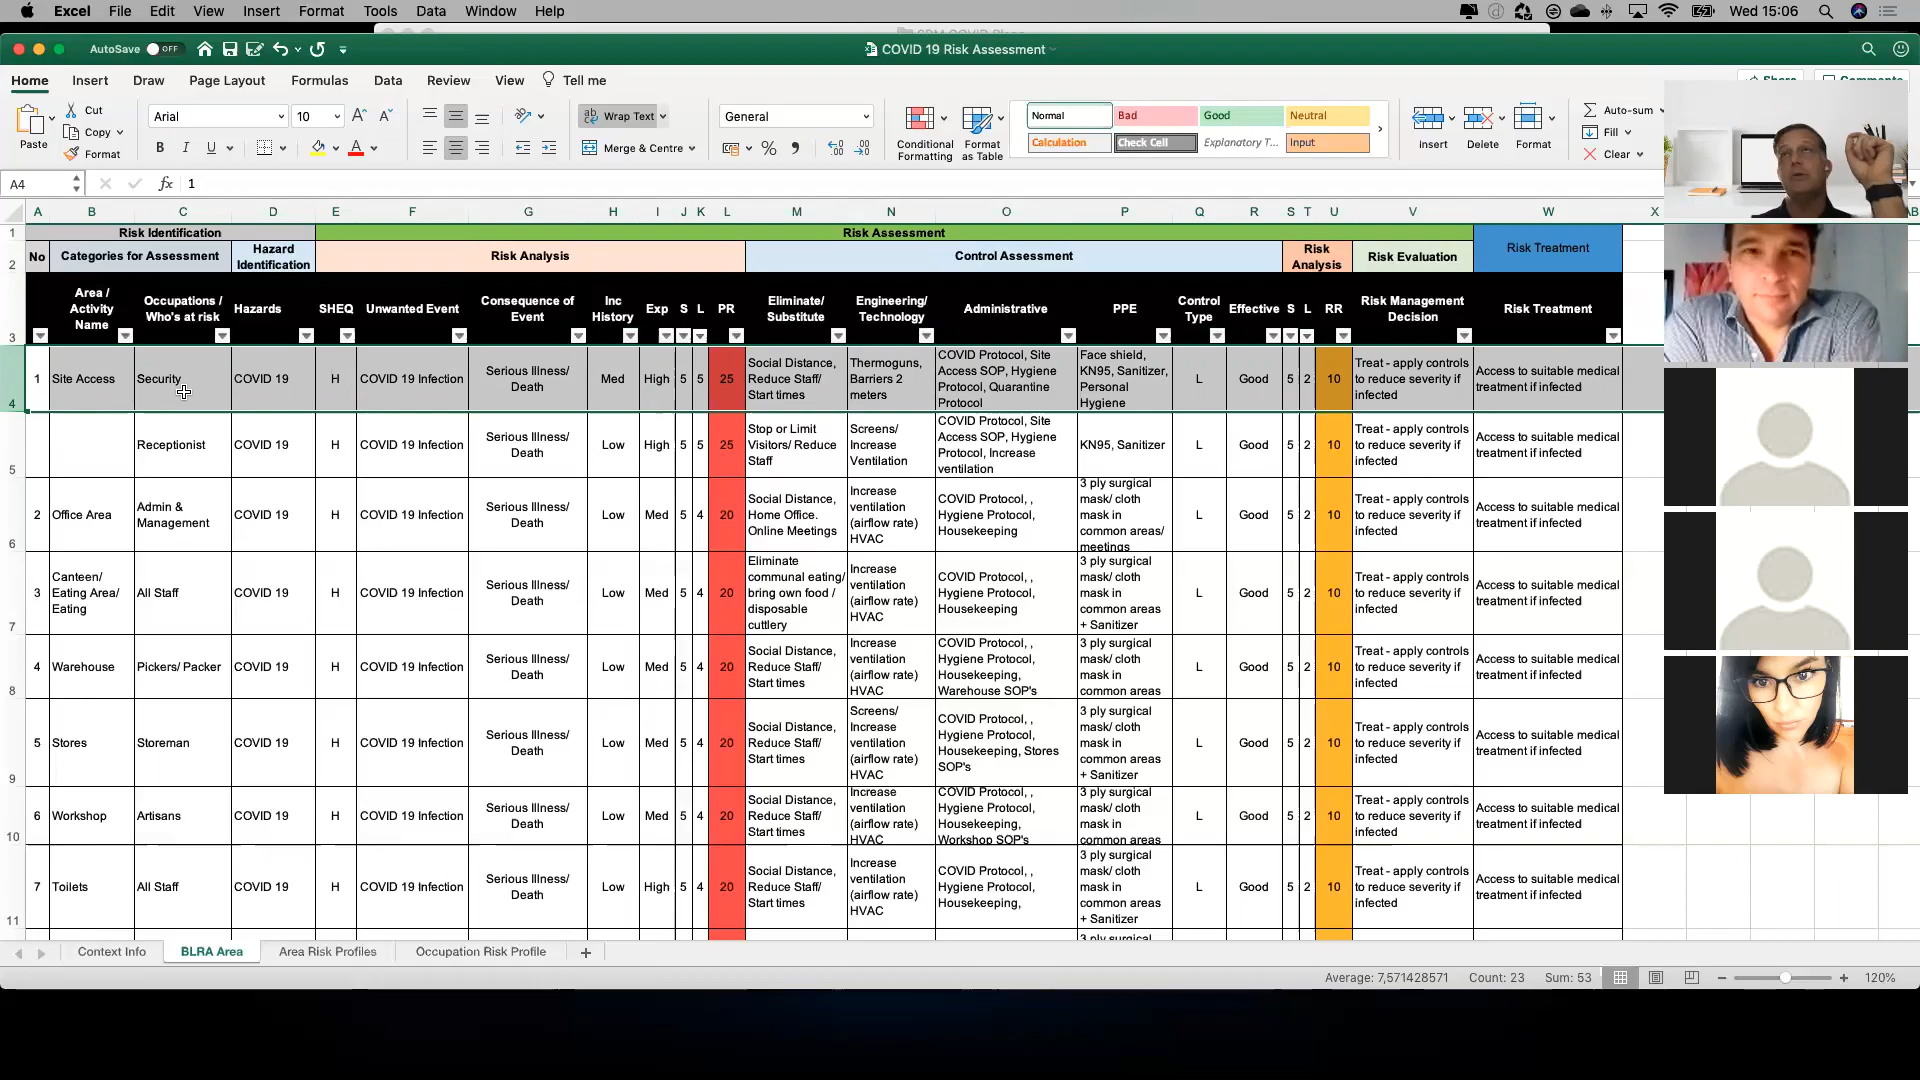 Excel File Edit View Insert Format Tools Data Window Help Wed 15:06
AutoSave OFF COVID 19 Risk Assessment
Home Insert Draw Page Layout Formulas Data Review View Tell me Share Comments
Paste Cut Copy Format
Arial 10
B I U A
Wrap Text
Merge & Centre
General
Conditional Formatting
Format as Table
Normal Bad Good Neutral
Calculation Check Cell Explanatory T... Input
Insert Delete Format
Auto-sum
Fill
Clear
A4 fx 1
A B C D E F G H I J K L M N O P Q R S T U V W X AB
1 Risk Identification Risk Assessment Risk Treatment
2 No Categories for Assessment Hazard Identification Risk Analysis Control Assessment Risk Analysis Risk Evaluation
3 Area / Activity Name Occupations / Who's at risk Hazards SHEQ Unwanted Event Consequence of Event Inc History Exp S L PR Eliminate/ Substitute Engineering/ Technology Administrative PPE Control Type Effective S L RR Risk Management Decision Risk Treatment
4 1 Site Access Security COVID 19 H COVID 19 Infection Serious Illness/ Death Med High 5 5 25 Social Distance, Reduce Staff/ Start times Thermoguns, Barriers 2 meters COVID Protocol, Site Access SOP, Hygiene Protocol, Quarantine Protocol Face shield, KN95, Sanitizer, Personal Hygiene L Good 5 2 10 Treat - apply controls to reduce severity if infected Access to suitable medical treatment if infected
5 Receptionist COVID 19 H COVID 19 Infection Serious Illness/ Death Low High 5 5 25 Stop or Limit Visitors/ Reduce Staff Screens/ Increase Ventilation COVID Protocol, Site Access SOP, Hygiene Protocol, Increase ventilation KN95, Sanitizer L Good 5 2 10 Treat - apply controls to reduce severity if infected Access to suitable medical treatment if infected
6 2 Office Area Admin & Management COVID 19 H COVID 19 Infection Serious Illness/ Death Low Med 5 4 20 Social Distance, Home Office. Online Meetings Increase ventilation (airflow rate) HVAC COVID Protocol, , Hygiene Protocol, Housekeeping 3 ply surgical mask/ cloth mask in common areas/ meetings L Good 5 2 10 Treat - apply controls to reduce severity if infected Access to suitable medical treatment if infected
7 3 Canteen/ Eating Area/ Eating All Staff COVID 19 H COVID 19 Infection Serious Illness/ Death Low Med 5 4 20 Eliminate communal eating/ bring own food / disposable cuttlery Increase ventilation (airflow rate) HVAC COVID Protocol, , Hygiene Protocol, Housekeeping 3 ply surgical mask/ cloth mask in common areas + Sanitizer L Good 5 2 10 Treat - apply controls to reduce severity if infected Access to suitable medical treatment if infected
8 4 Warehouse Pickers/ Packer COVID 19 H COVID 19 Infection Serious Illness/ Death Low Med 5 4 20 Social Distance, Reduce Staff/ Start times Increase ventilation (airflow rate) HVAC COVID Protocol, , Hygiene Protocol, Housekeeping, Warehouse SOP's 3 ply surgical mask/ cloth mask in common areas L Good 5 2 10 Treat - apply controls to reduce severity if infected Access to suitable medical treatment if infected
9 5 Stores Storeman COVID 19 H COVID 19 Infection Serious Illness/ Death Low Med 5 4 20 Social Distance, Reduce Staff/ Start times Screens/ Increase ventilation (airflow rate) HVAC COVID Protocol, , Hygiene Protocol, Housekeeping, Stores SOP's 3 ply surgical mask/ cloth mask in common areas + Sanitizer L Good 5 2 10 Treat - apply controls to reduce severity if infected Access to suitable medical treatment if infected
10 6 Workshop Artisans COVID 19 H COVID 19 Infection Serious Illness/ Death Low Med 5 4 20 Social Distance, Reduce Staff/ Start times Increase ventilation (airflow rate) HVAC COVID Protocol, , Hygiene Protocol, Housekeeping, Workshop SOP's 3 ply surgical mask/ cloth mask in common areas L Good 5 2 10 Treat - apply controls to reduce severity if infected Access to suitable medical treatment if infected
11 7 Toilets All Staff COVID 19 H COVID 19 Infection Serious Illness/ Death Low High 5 4 20 Social Distance, Reduce Staff/ Start times Increase ventilation (airflow rate) HVAC COVID Protocol, , Hygiene Protocol, Housekeeping, 3 ply surgical mask/ cloth mask in common areas + Sanitizer L Good 5 2 10 Treat - apply controls to reduce severity if infected Access to suitable medical treatment if infected
3 ply surgical
Context Info BLRA Area Area Risk Profiles Occupation Risk Profile +
Average: 7,571428571 Count: 23 Sum: 53 120%